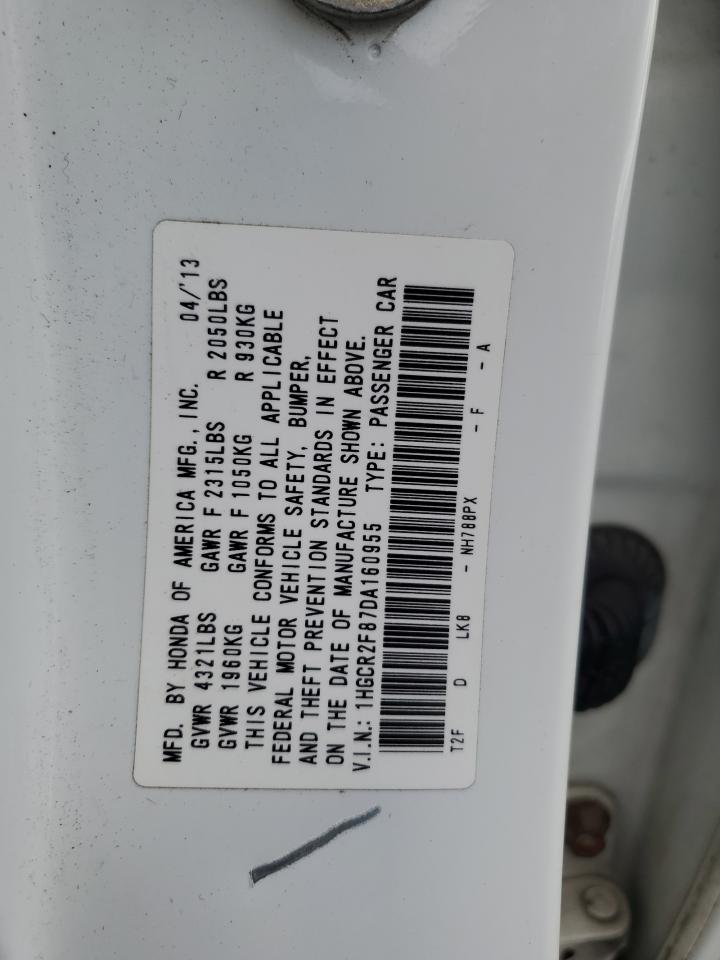 MFD. BY HONDA OF AMERICA MFG., INC. 04/'13
GVWR 4321LBS GAWR F 2315LBS R 2050LBS
GVWR 1960KG GAWR F 1050KG R 930KG
THIS VEHICLE CONFORMS TO ALL APPLICABLE
FEDERAL MOTOR VEHICLE SAFETY, BUMPER,
AND THEFT PREVENTION STANDARDS IN EFFECT
ON THE DATE OF MANUFACTURE SHOWN ABOVE.
V.I.N.: 1HGCR2F87DA160955 TYPE: PASSENGER CAR
T2F D LK8 - NH788PX - F - A